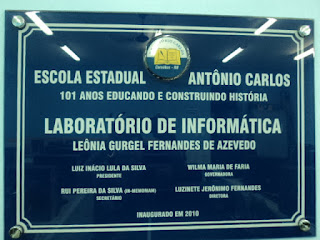 ESCOLA ESTADUAL ANTÔNIO CARLOS
101 ANOS EDUCANDO E CONSTRUINDO HISTÓRIA
LABORATÓRIO DE INFORMÁTICA
LEÔNIA GURGEL FERNANDES DE AZEVEDO
LUIZ INÁCIO LULA DA SILVA WILMA MARIA DE FARIA
PRESIDENTE GOVERNADORA
RUI PEREIRA DA SILVA (IN-MEMORIAM) LUZINETE JERÔNIMO FERNANDES
SECRETÁRIO DIRETORA
INAUGURADO EM 2010